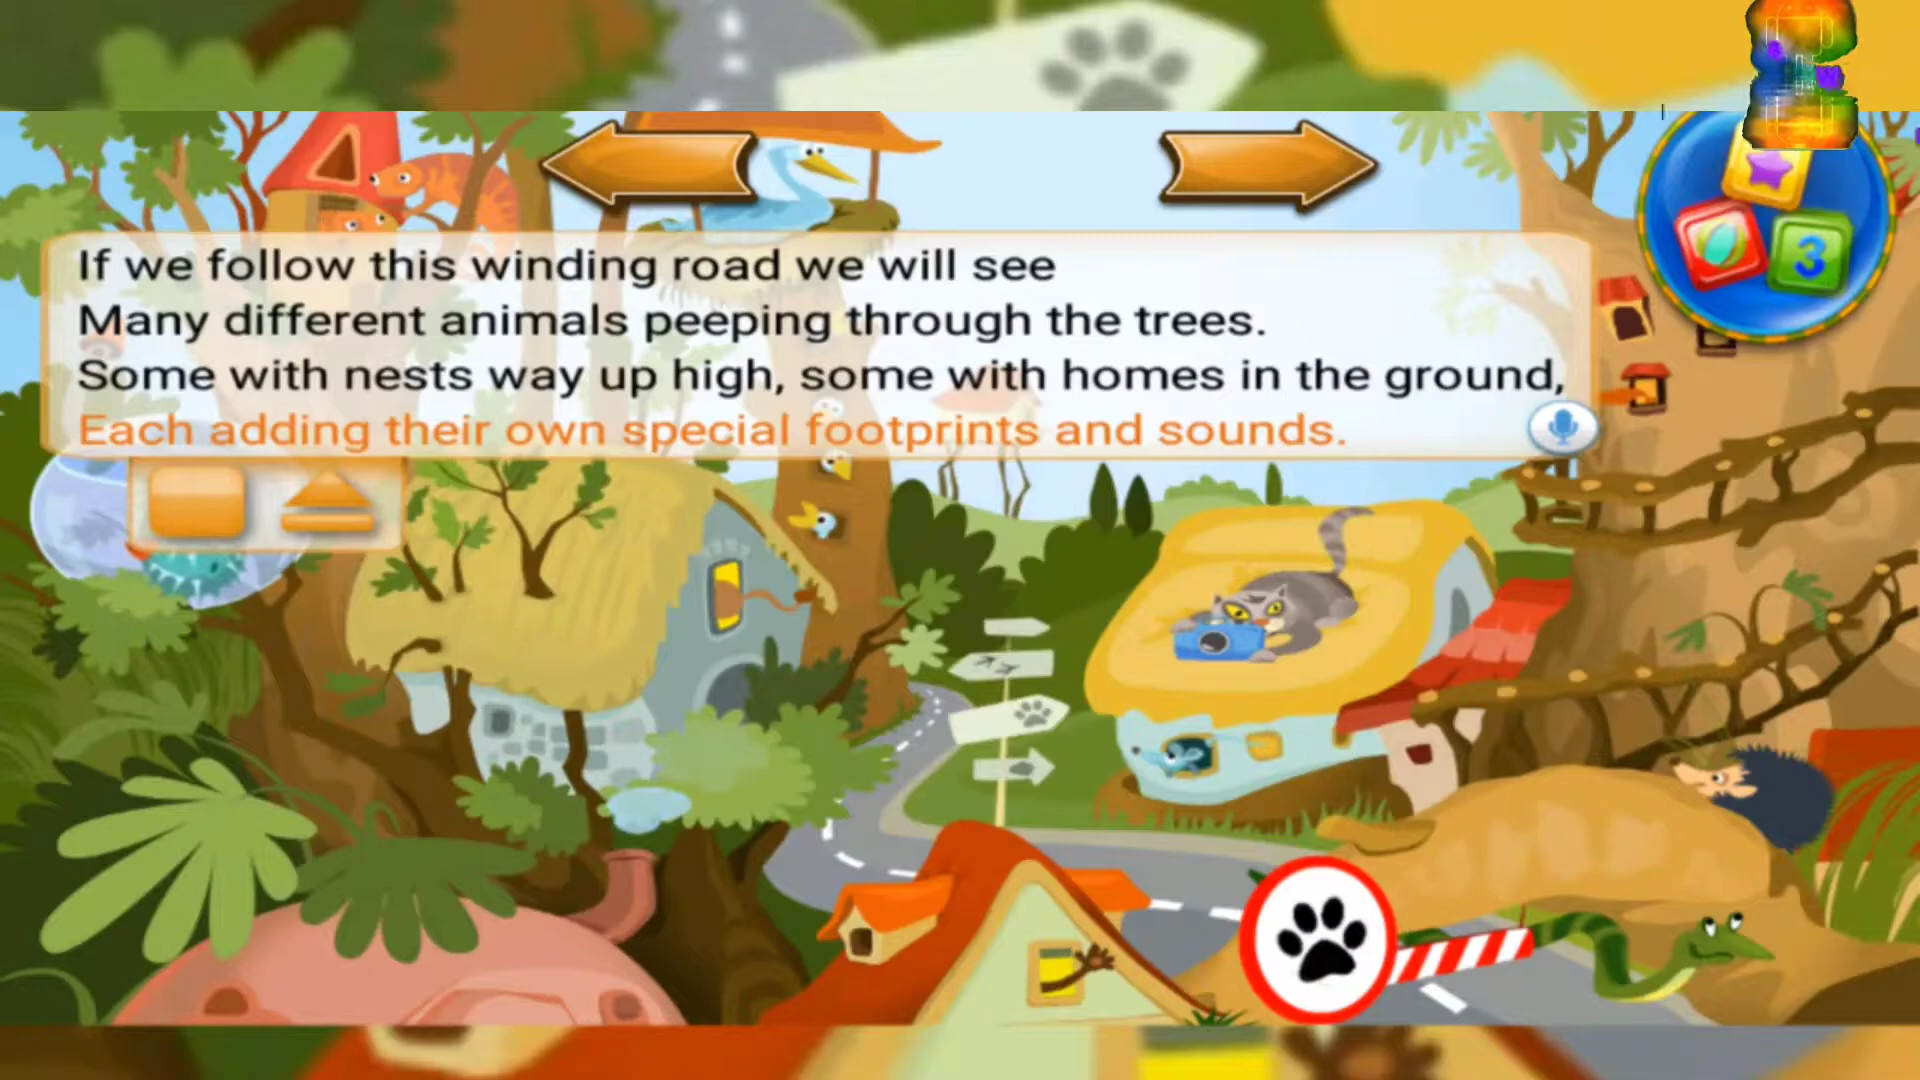 If we follow this winding road we will see
Many different animals peeping through the trees.
Some with nests way up high, some with homes in the ground,
Each adding their own special footprints and sounds.
3